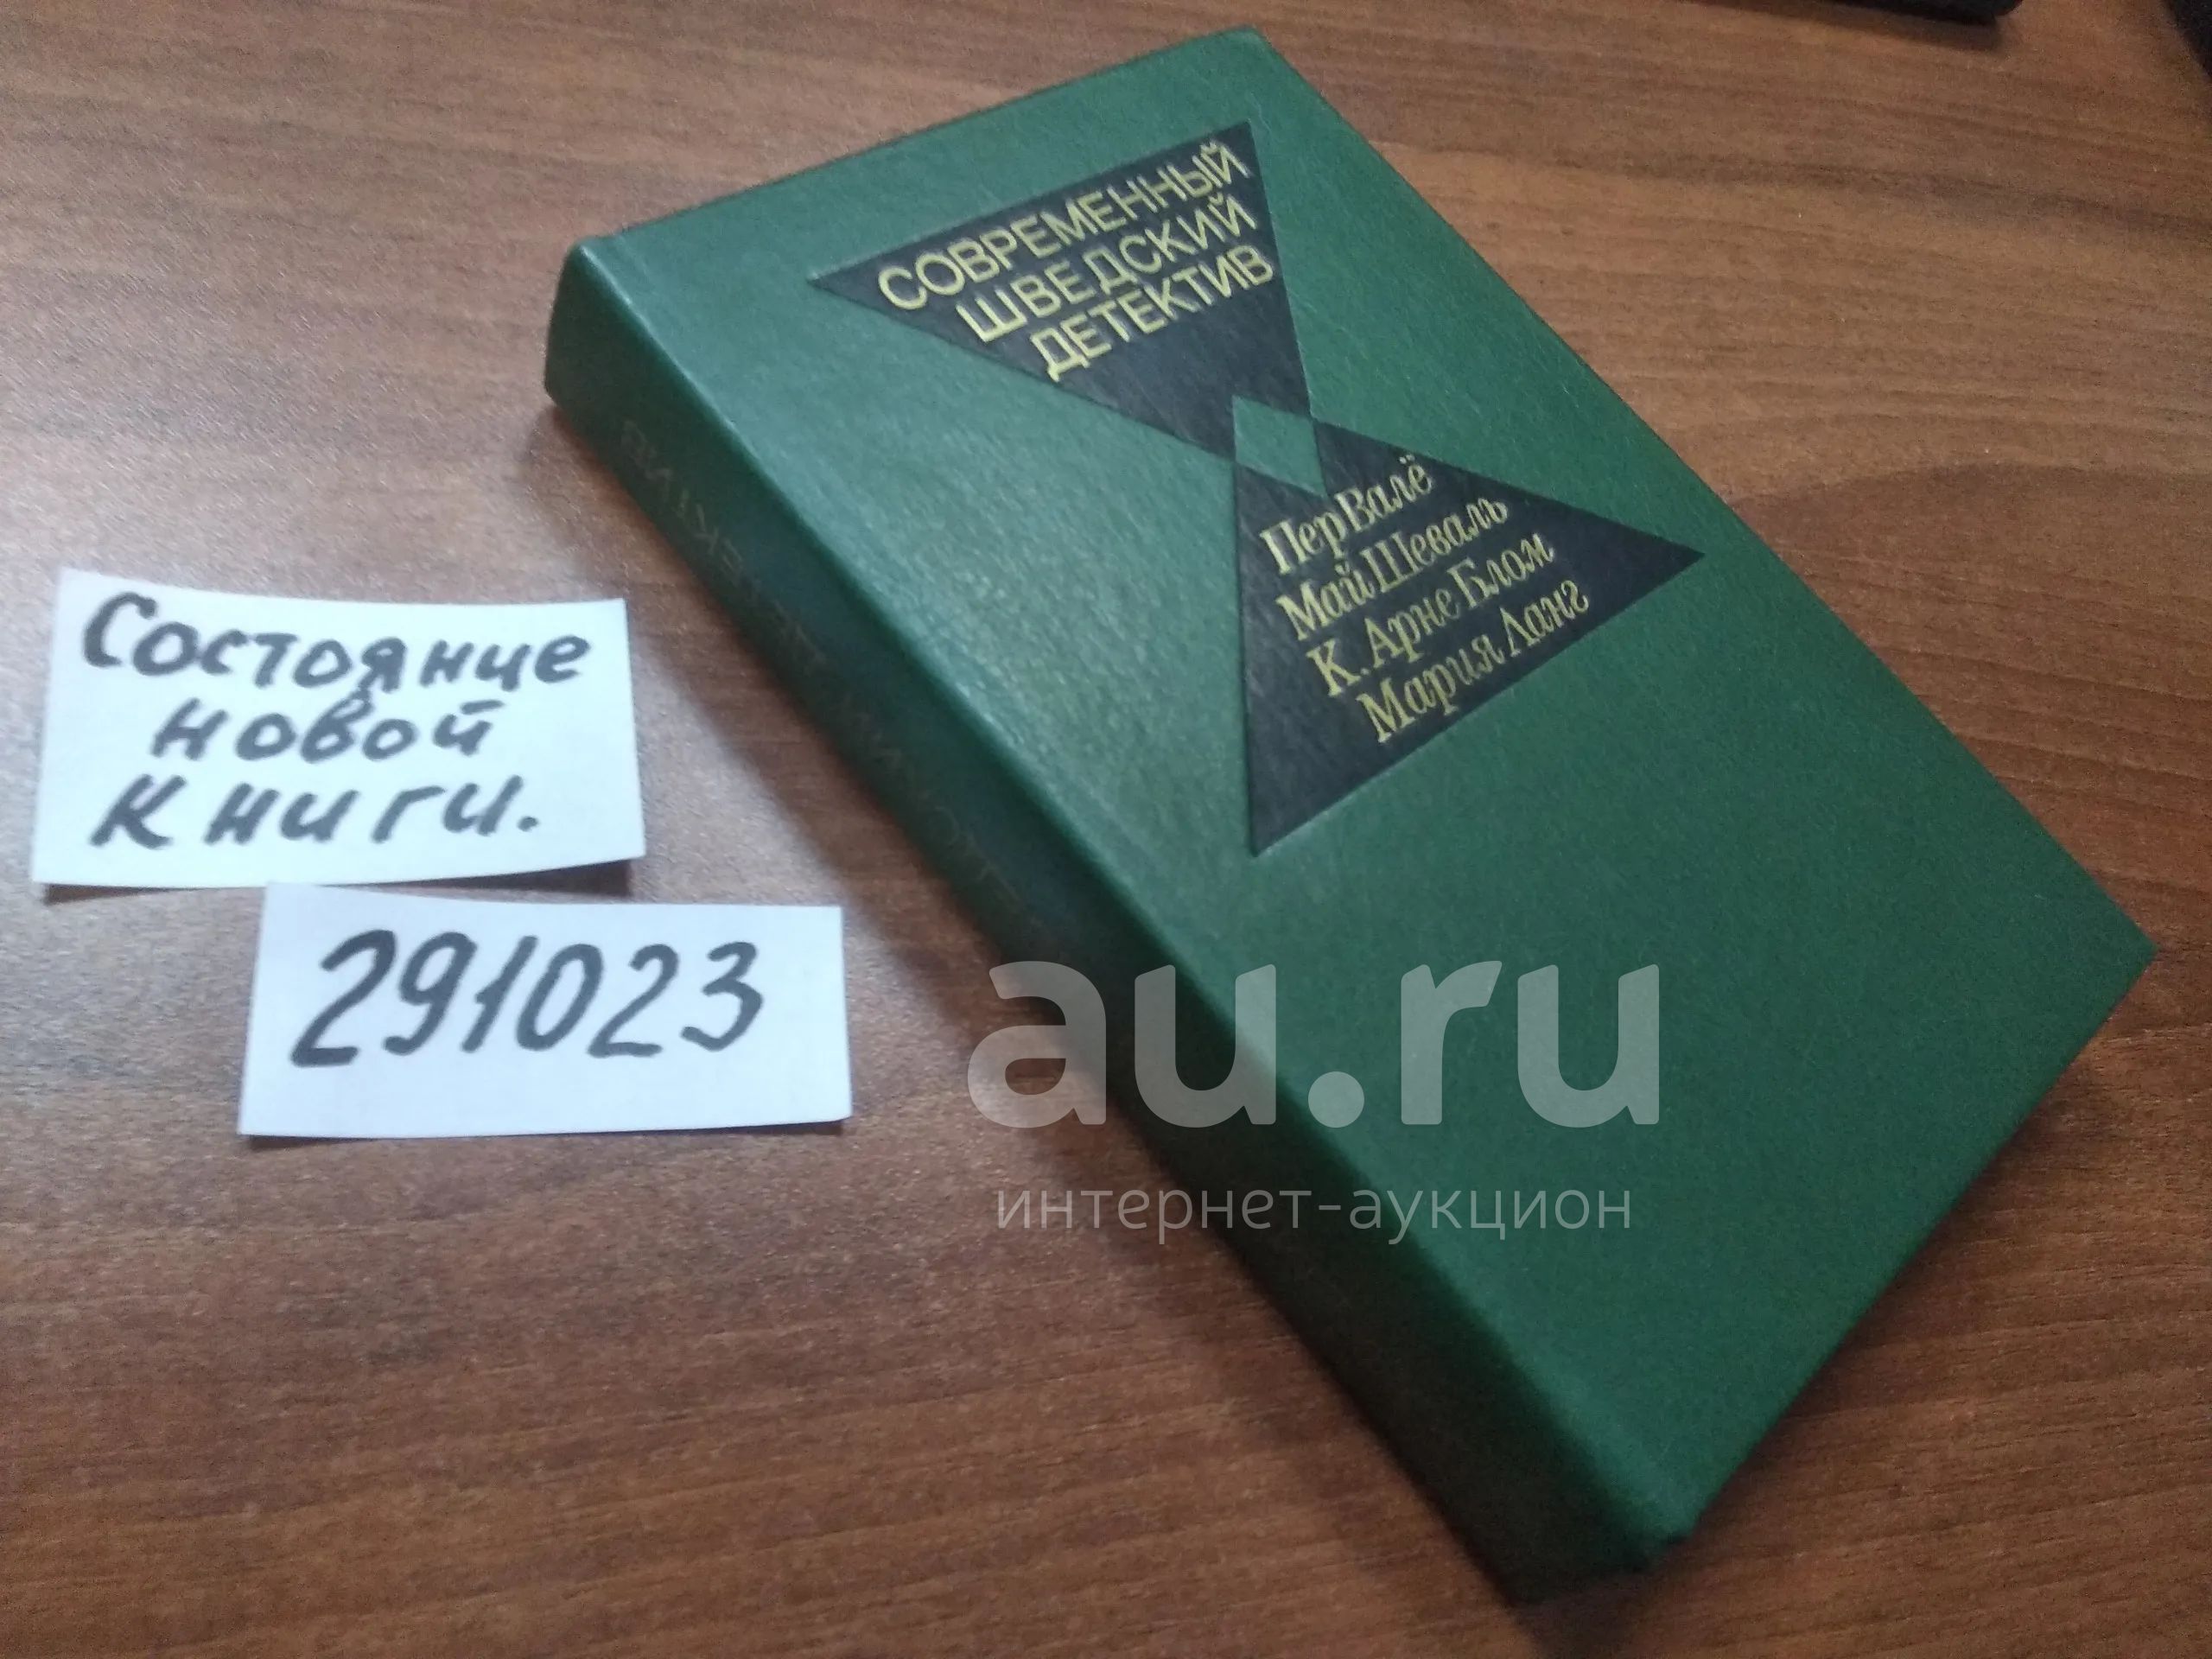 СОВРЕМЕННЫЙ
ШВЕДСКИЙ
ДЕТЕКТИВ
Пер Валё
Май Шеваль
К. Арне Блом
Мария Ланг
Состояние
новой
книги.
291023
au.ru
интернет-аукцион